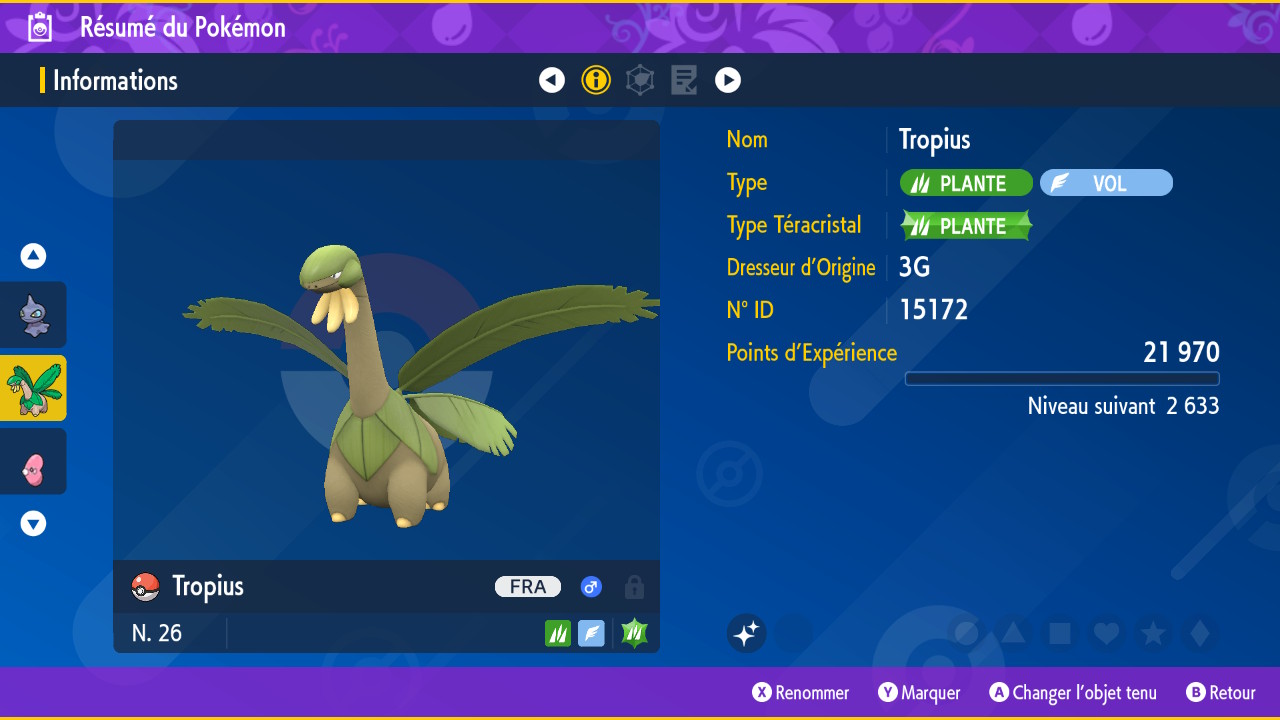 Résumé du Pokémon
Informations
Nom Tropius
Type PLANTE VOL
Type Téracristal PLANTE
Dresseur d'Origine 3G
N° ID 15172
Points d'Expérience 21 970
Niveau suivant 2 633
Tropius FRA
N. 26
X Renommer Y Marquer A Changer l'objet tenu B Retour